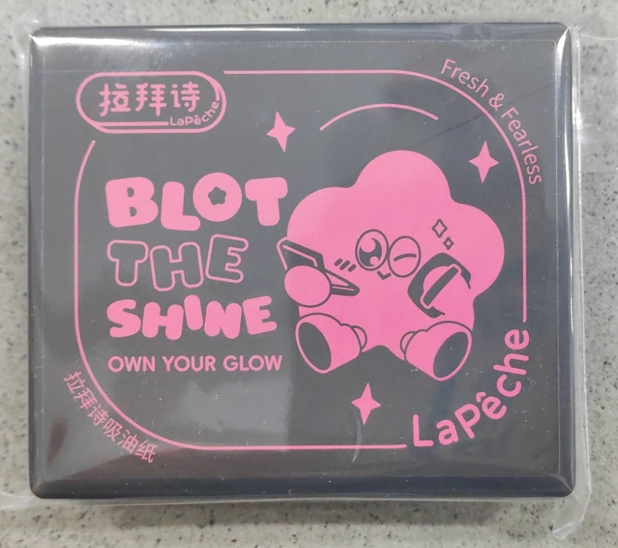 拉拜诗
LaPêche
Fresh & Fearless
BLOT
THE
SHINE
OWN YOUR GLOW
拉拜诗吸油纸
LaPêche